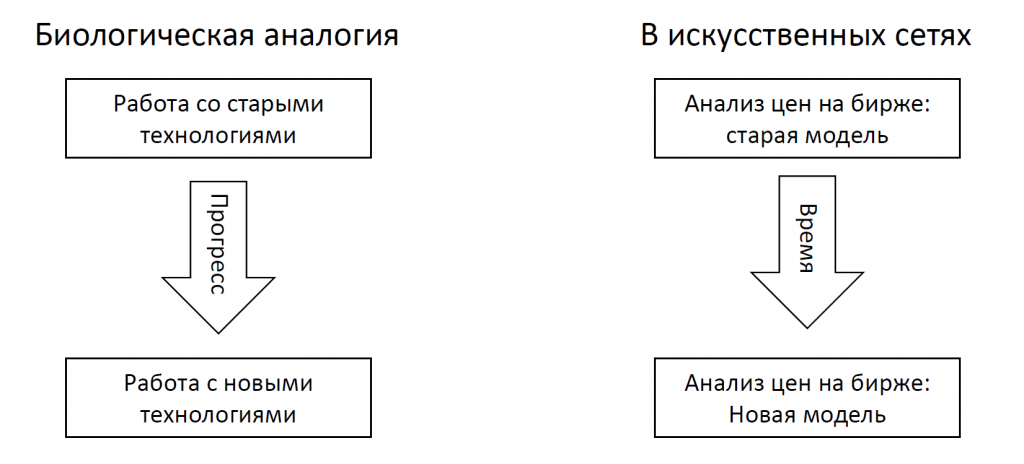 Биологическая аналогия
Работа со старыми
технологиями
Прогресс
Работа с новыми
технологиями
В искусственных сетях
Анализ цен на бирже:
старая модель
Время
Анализ цен на бирже:
Новая модель